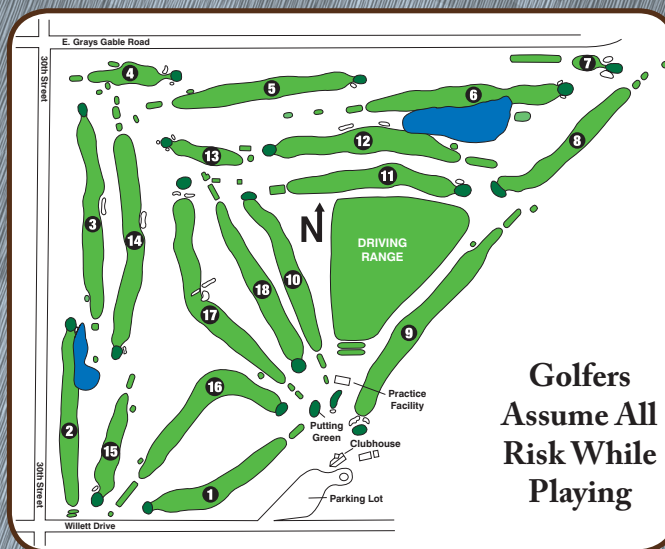 E. Grays Gable Road
30th Street
4
5
6
7
8
12
13
11
3
14
N
DRIVING
RANGE
10
18
17
9
16
Practice
Facility
Putting
Green
Clubhouse
2
15
1
Parking Lot
30th Street
Willett Drive
Golfers
Assume All
Risk While
Playing